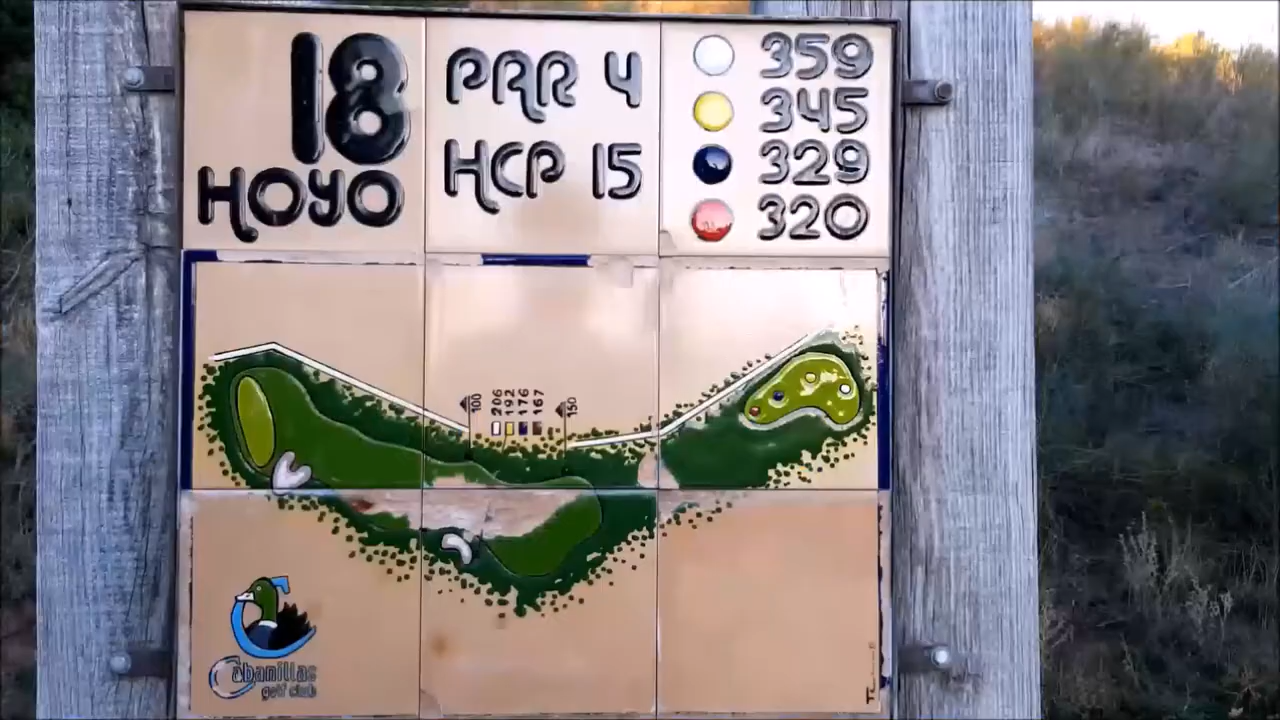 18
HOYO
PAR 4
HCP 15
359
345
329
320
100
206
192
176
167
150
Cabanillas
golf club